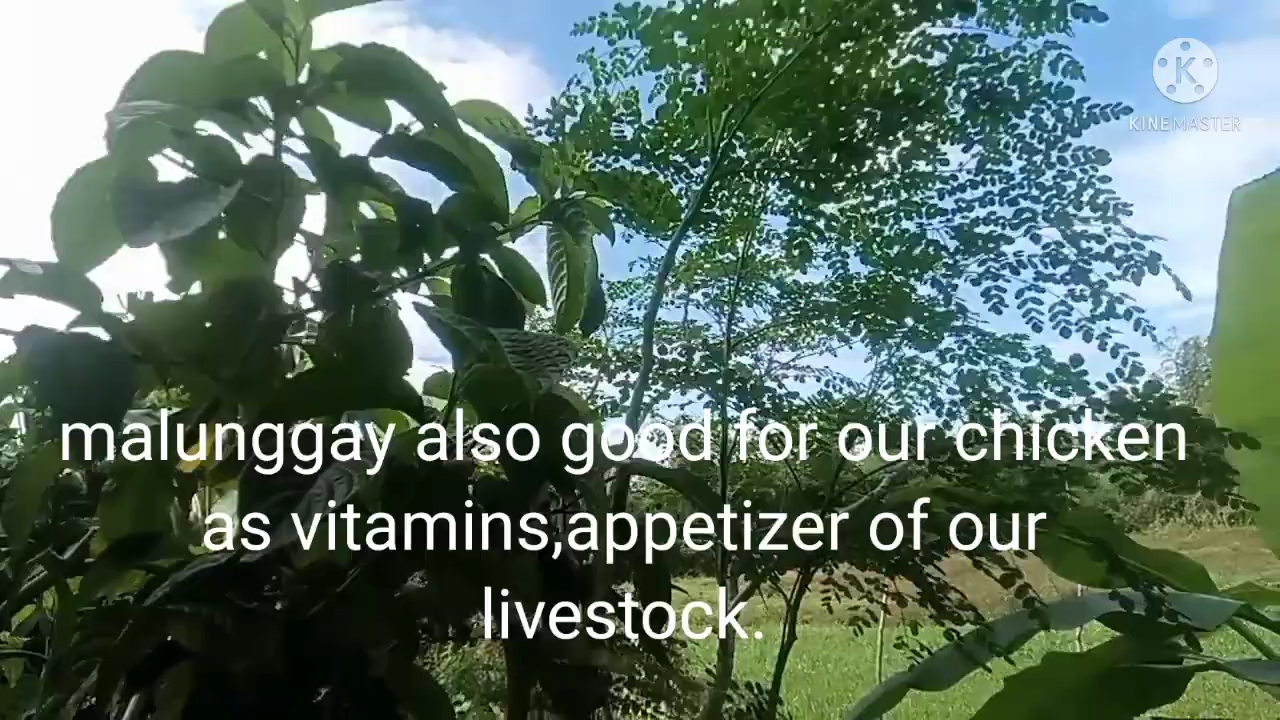 K
KINEMASTER
malunggay also good for our chicken
as vitamins,appetizer of our
livestock.